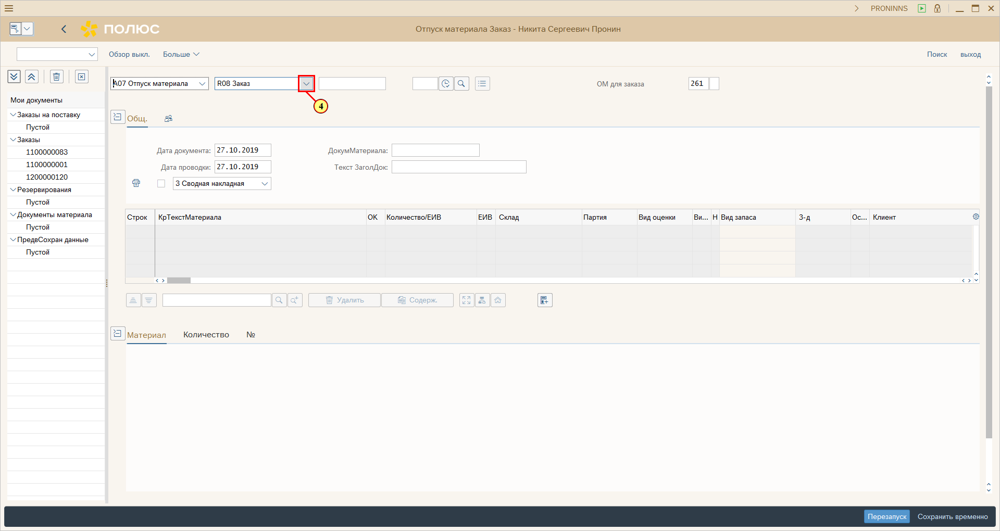 PRONINNS
ПОЛЮС
Отпуск материала Заказ - Никита Сергеевич Пронин
Обзор выкл. Больше Поиск выход
A07 Отпуск материала R08 Заказ ОМ для заказа 261
4
Мои документы
Заказы на поставку
Пустой
Заказы
1100000083
1100000001
1200000120
Резервирования
Пустой
Документы материала
Пустой
ПредвСохран данные
Пустой
Общ.
Дата документа: 27.10.2019 ДокумМатериала:
Дата проводки: 27.10.2019 Текст ЗаголДок:
3 Сводная накладная
Строк КрТекстМатериала OK Количество/ЕИВ ЕИВ Склад Партия Вид оценки Ви... Н Вид запаса З-д Ос... Клиент
Удалить Содерж.
Материал Количество №
Перезапуск Сохранить временно